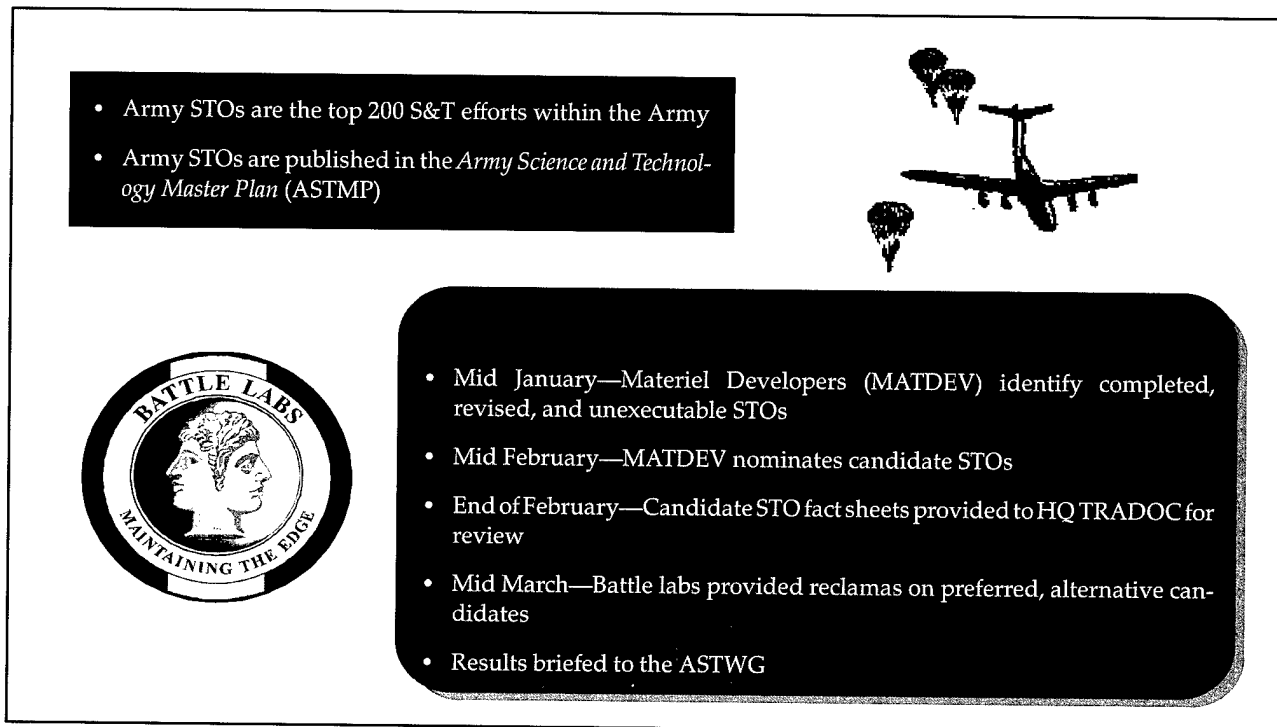 • Army STOs are the top 200 S&T efforts within the Army
• Army STOs are published in the Army Science and Technol-
ogy Master Plan (ASTMP)
BATTLE LABS
MAINTAINING THE EDGE
• Mid January—Materiel Developers (MATDEV) identify completed,
revised, and unexecutable STOs
• Mid February—MATDEV nominates candidate STOs
• End of February—Candidate STO fact sheets provided to HQ TRADOC for
review
• Mid March—Battle labs provided reclamas on preferred, alternative can-
didates
• Results briefed to the ASTWG